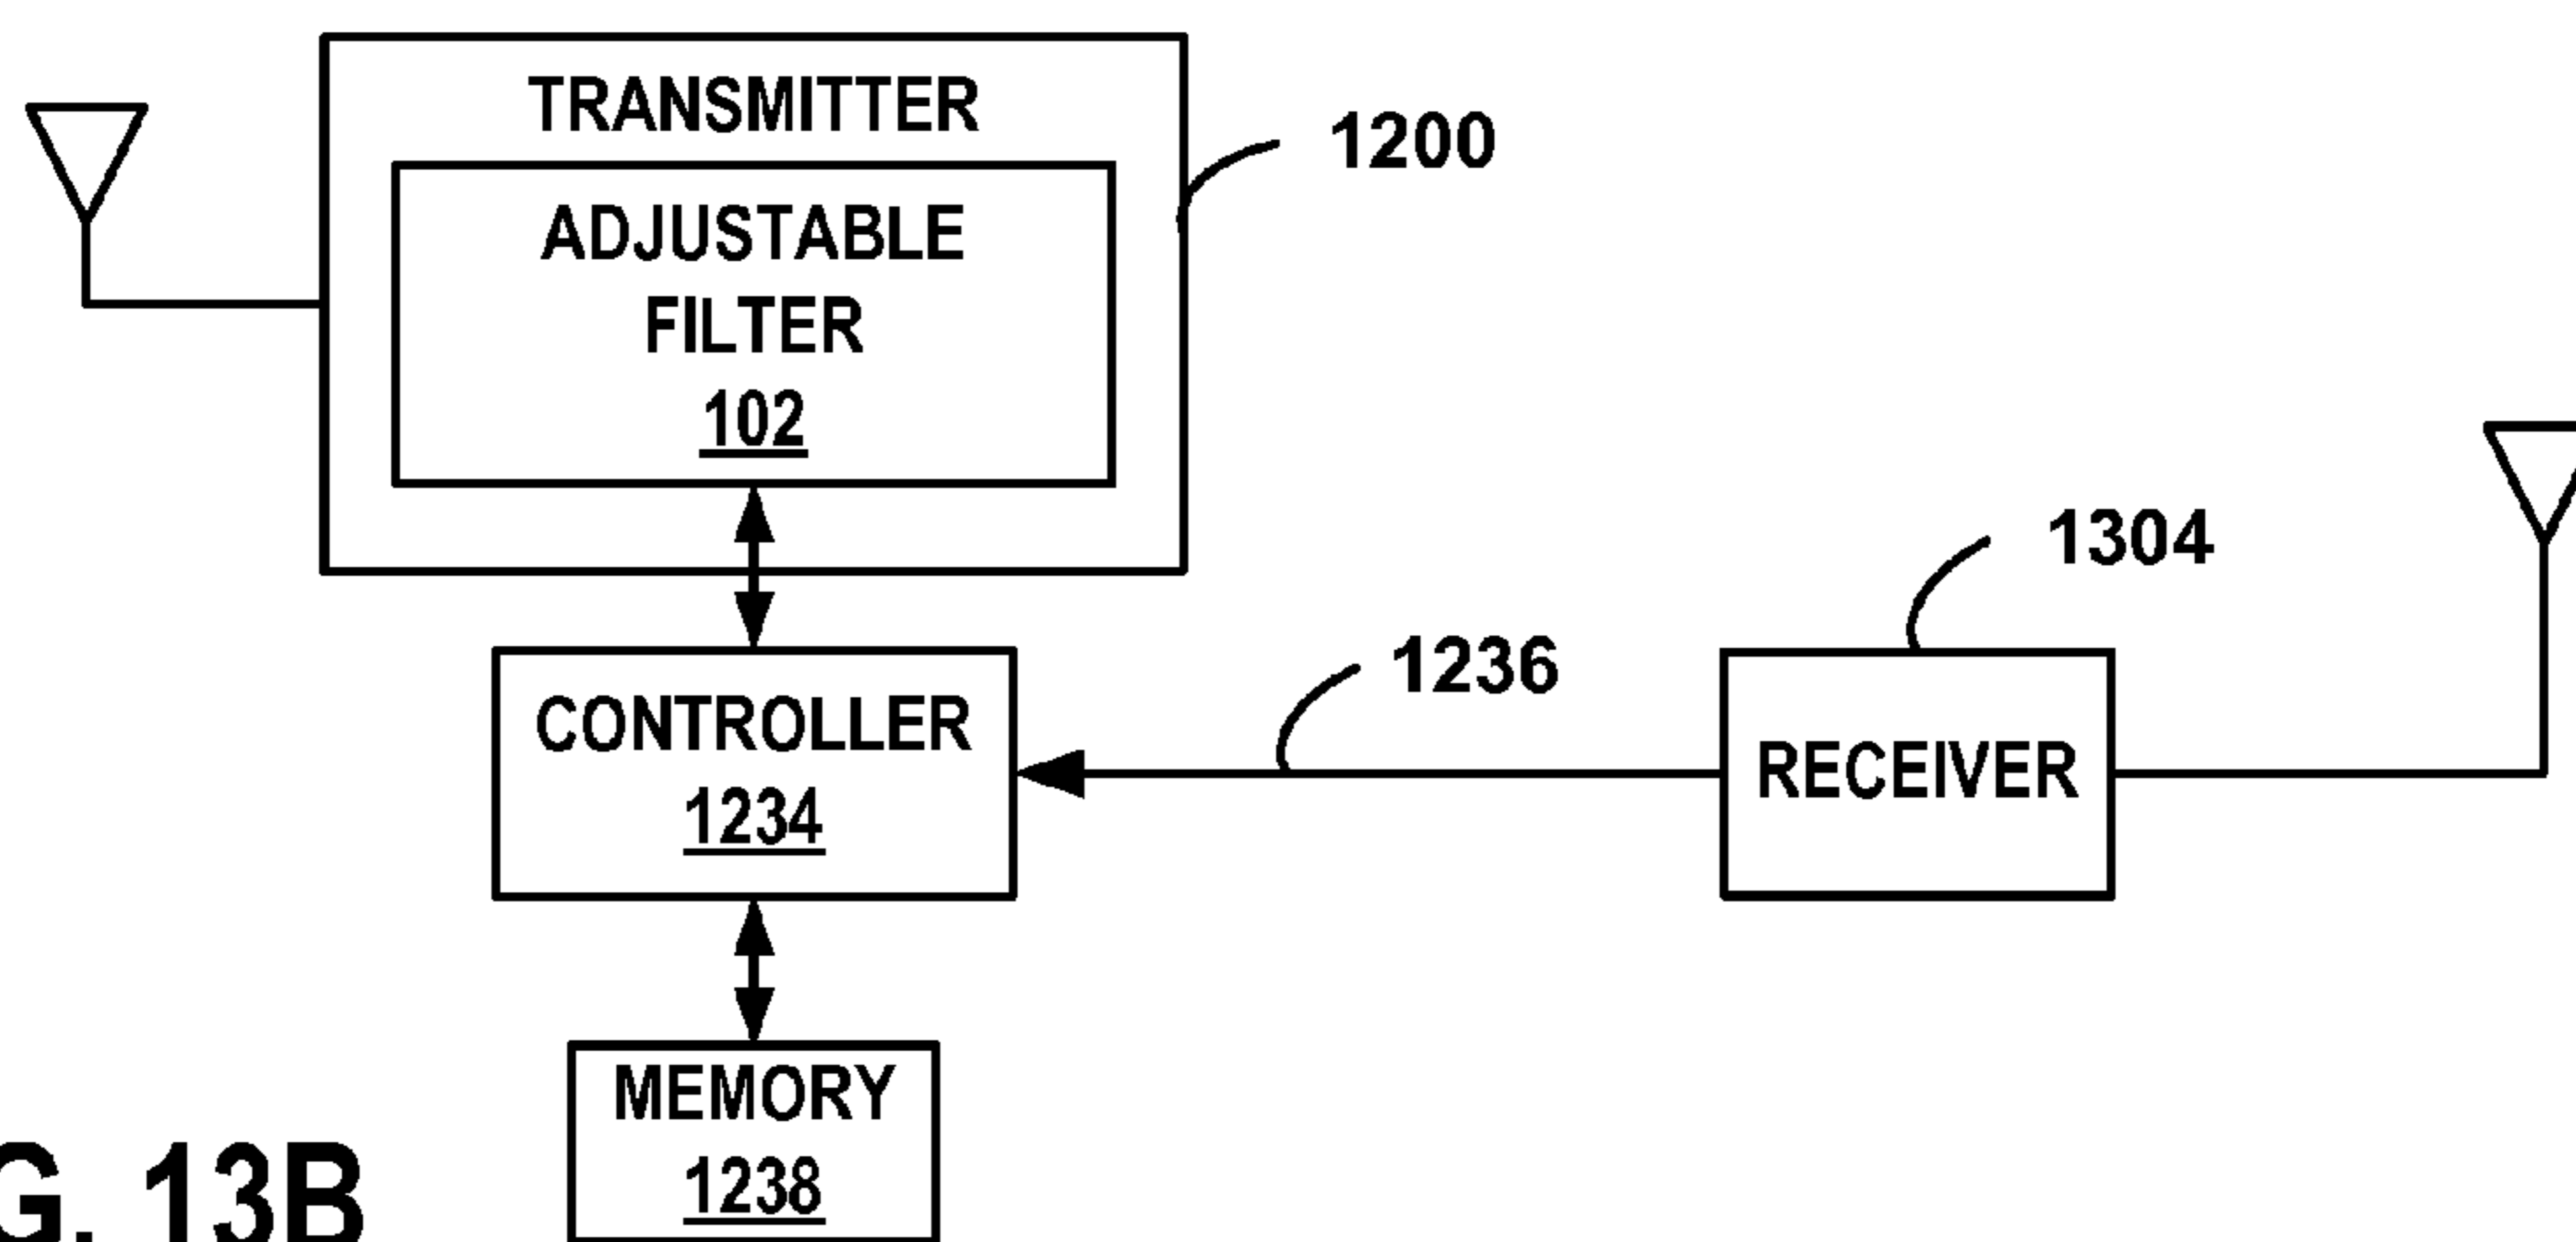 TRANSMITTER
1200
ADJUSTABLE
FILTER
102
1304
1236
CONTROLLER
1234
RECEIVER
MEMORY
1238
G. 13B